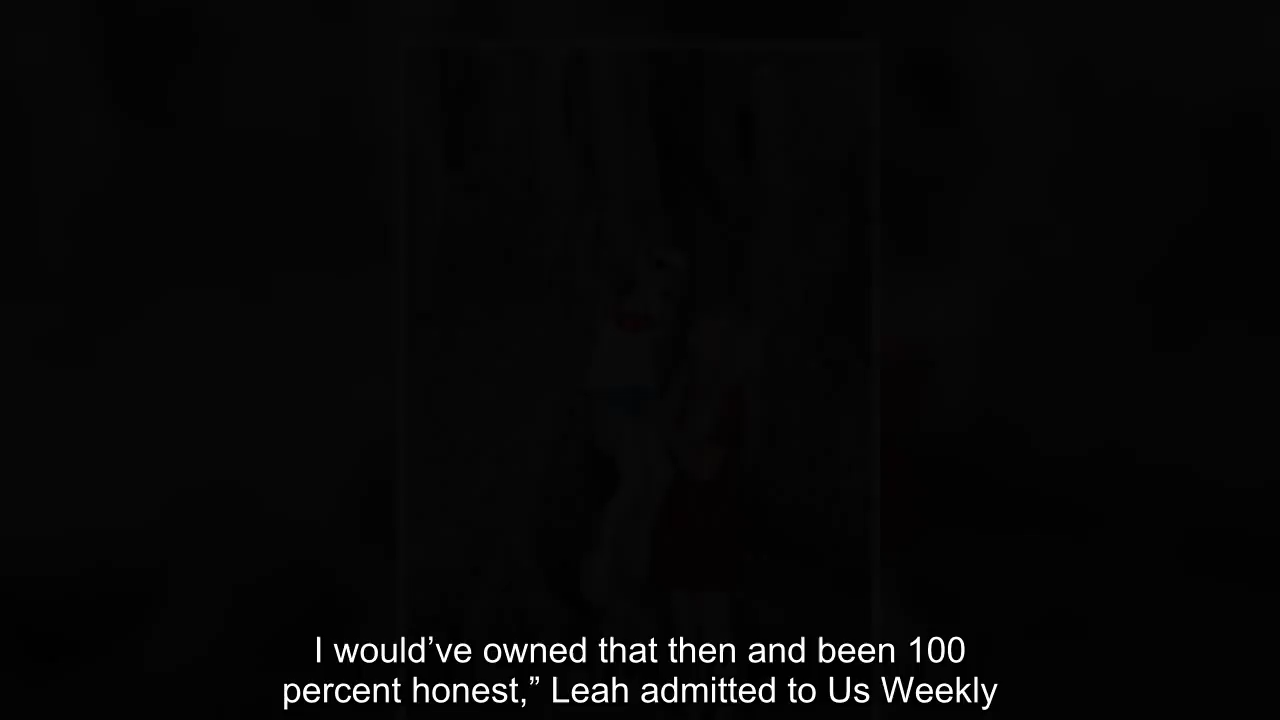 I would’ve owned that then and been 100
percent honest,” Leah admitted to Us Weekly